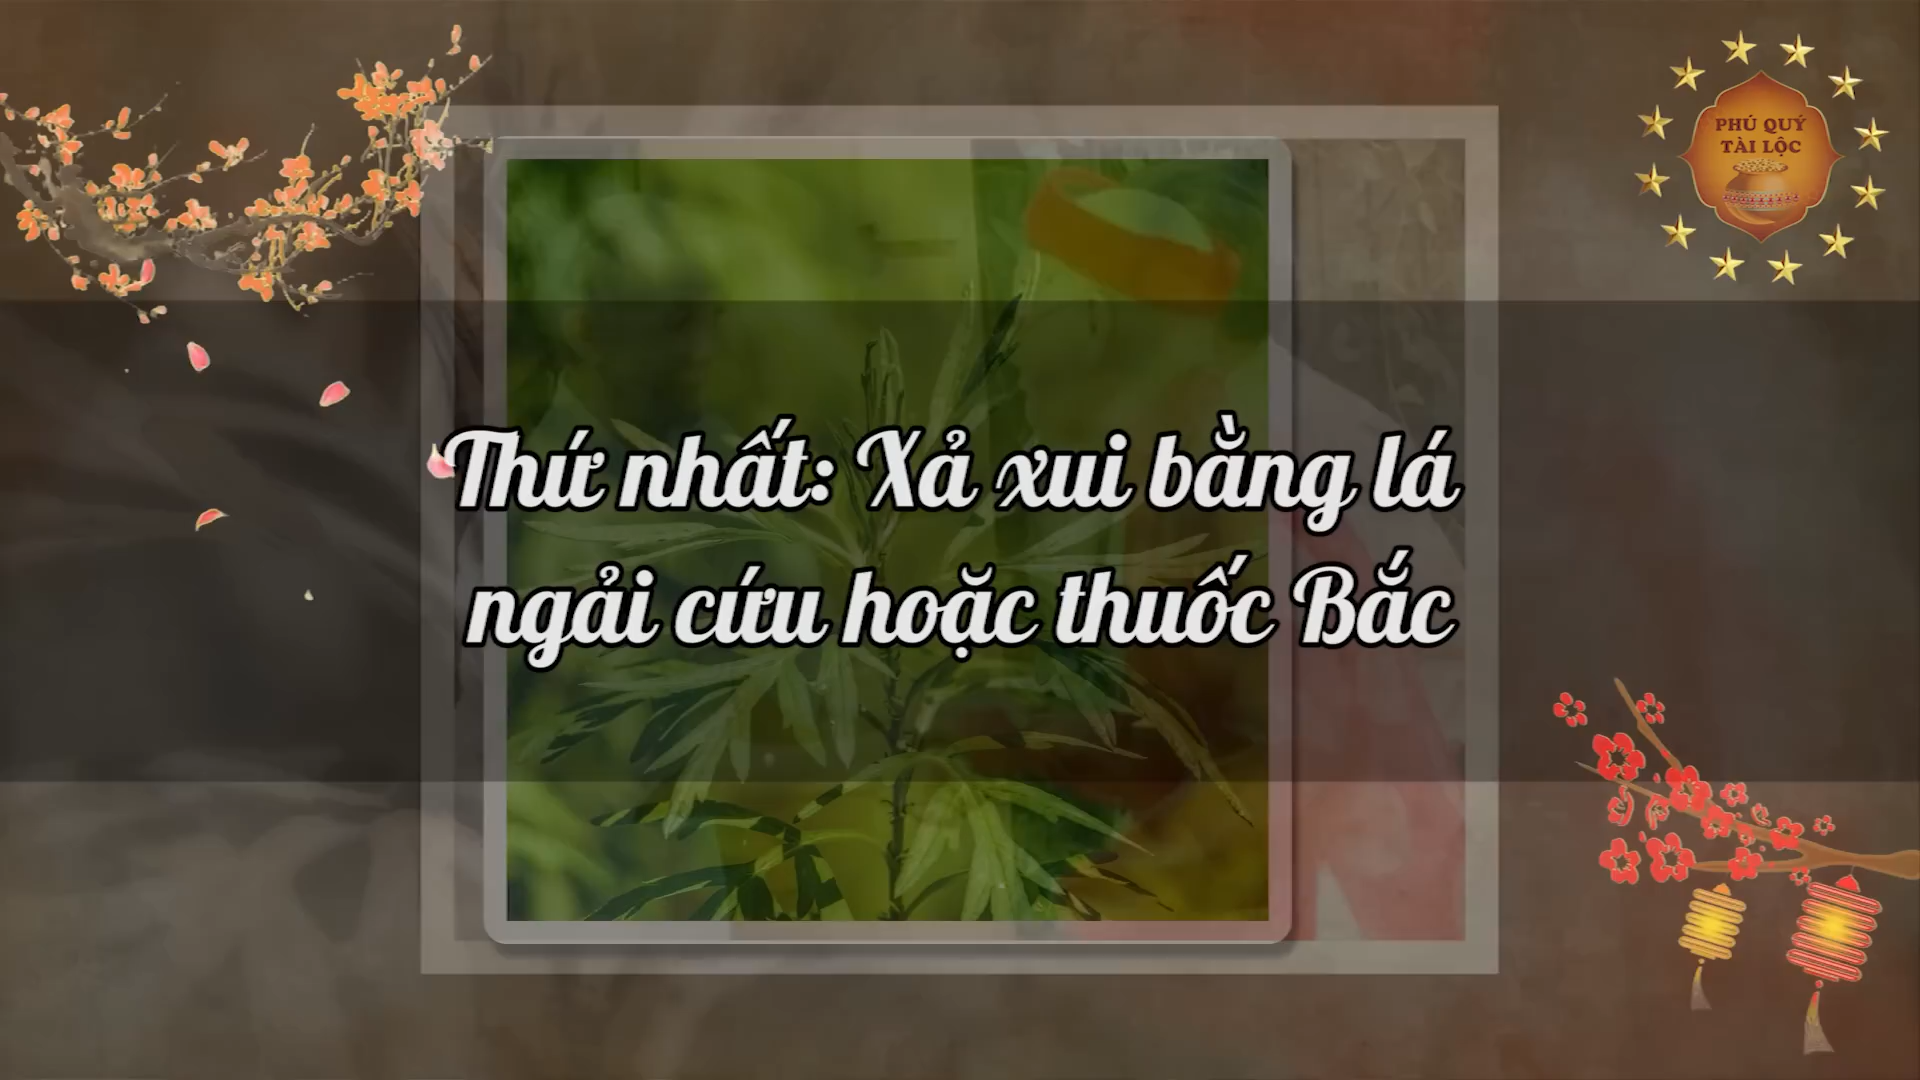 PHÚ QUÝ
TÀI LỘC
Thứ nhất: Xả xui bằng lá
ngải cứu hoặc thuốc Bắc